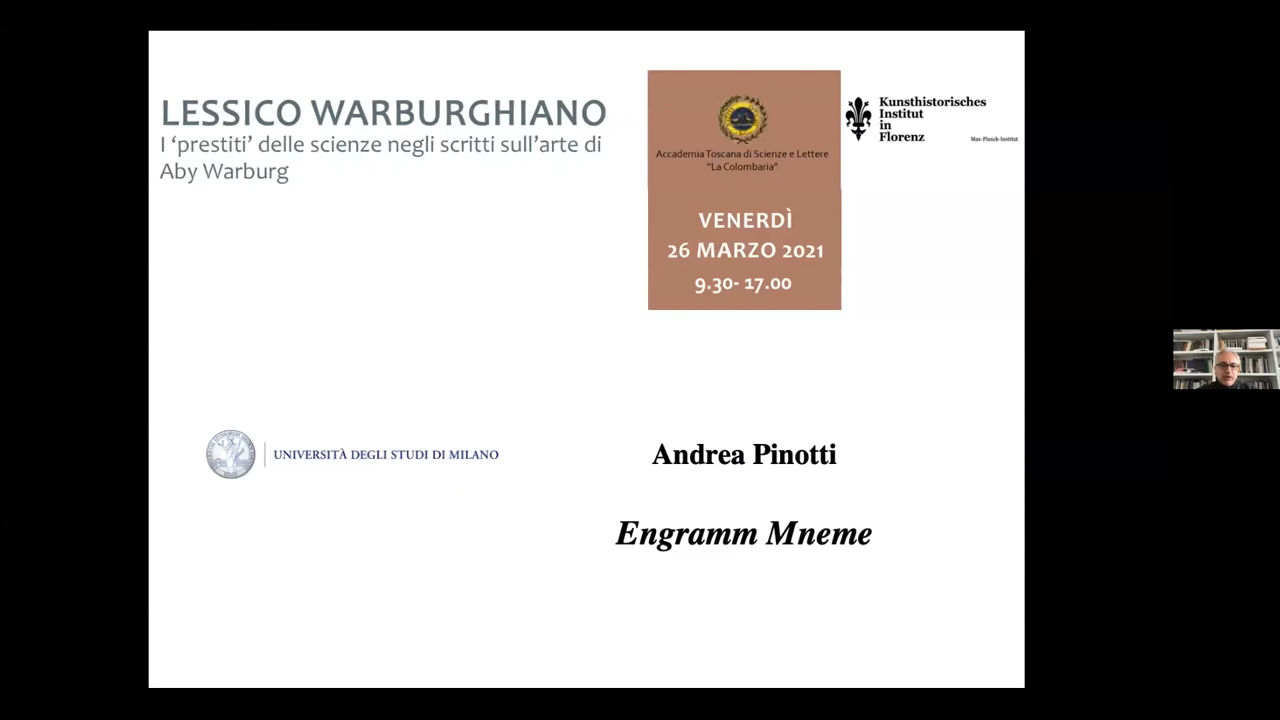 LESSICO WARBURGHIANO
I ‘prestiti’ delle scienze negli scritti sull’arte di
Aby Warburg
Accademia Toscana di Scienze e Lettere
“La Colombaria”
VENERDÌ
26 MARZO 2021
9.30- 17.00
Kunsthistorisches
Institut
in
Florenz
Max-Planck-Institut
UNIVERSITÀ DEGLI STUDI DI MILANO
Andrea Pinotti
Engramm Mneme